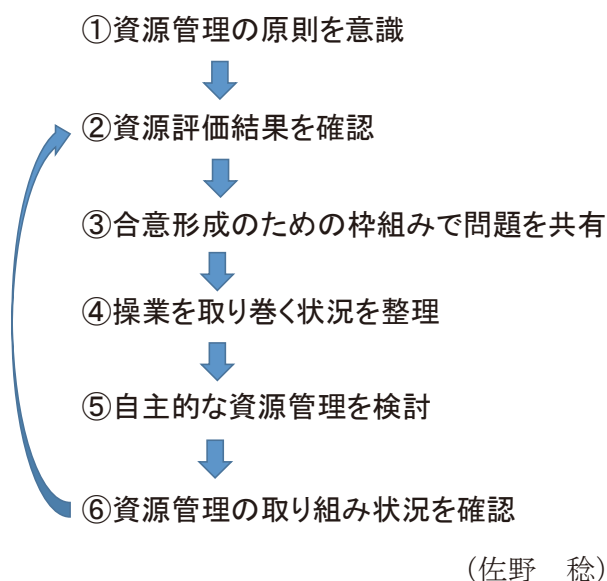 ①資源管理の原則を意識
②資源評価結果を確認
③合意形成のための枠組みで問題を共有
④操業を取り巻く状況を整理
⑤自主的な資源管理を検討
⑥資源管理の取り組み状況を確認
（佐野　稔）